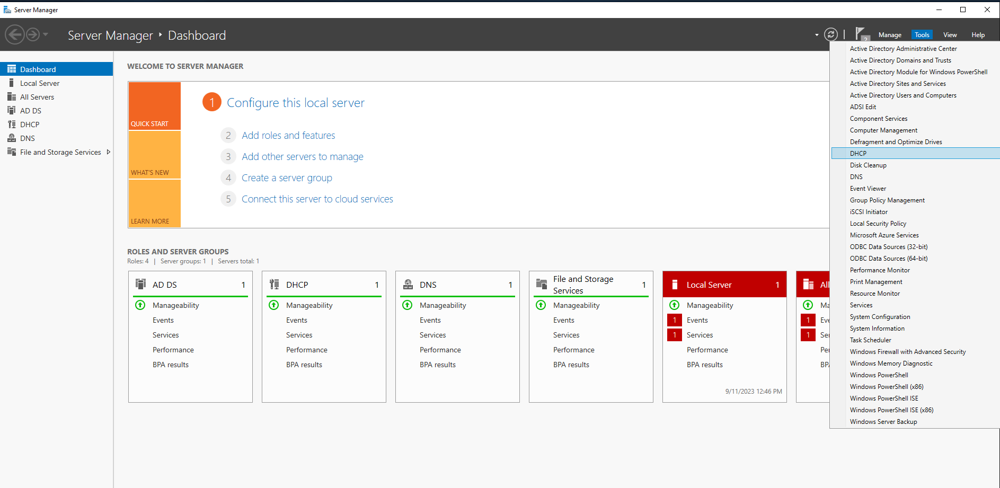 Server Manager
Server Manager ‣ Dashboard
2
Manage Tools View Help
Dashboard
Local Server
All Servers
AD DS
DHCP
DNS
File and Storage Services
WELCOME TO SERVER MANAGER
QUICK START
WHAT'S NEW
LEARN MORE
1 Configure this local server
2 Add roles and features
3 Add other servers to manage
4 Create a server group
5 Connect this server to cloud services
ROLES AND SERVER GROUPS
Roles: 4 | Server groups: 1 | Servers total: 1
AD DS 1
Manageability
Events
Services
Performance
BPA results
DHCP 1
Manageability
Events
Services
Performance
BPA results
DNS 1
Manageability
Events
Services
Performance
BPA results
File and Storage
Services 1
Manageability
Events
Services
Performance
BPA results
Local Server 1
Manageability
1 Events
1 Services
Performance
BPA results
9/11/2023 12:46 PM
All
Ma
1 Eve
1 Ser
Per
BP
Active Directory Administrative Center
Active Directory Domains and Trusts
Active Directory Module for Windows PowerShell
Active Directory Sites and Services
Active Directory Users and Computers
ADSI Edit
Component Services
Computer Management
Defragment and Optimize Drives
DHCP
Disk Cleanup
DNS
Event Viewer
Group Policy Management
iSCSI Initiator
Local Security Policy
Microsoft Azure Services
ODBC Data Sources (32-bit)
ODBC Data Sources (64-bit)
Performance Monitor
Print Management
Resource Monitor
Services
System Configuration
System Information
Task Scheduler
Windows Firewall with Advanced Security
Windows Memory Diagnostic
Windows PowerShell
Windows PowerShell (x86)
Windows PowerShell ISE
Windows PowerShell ISE (x86)
Windows Server Backup